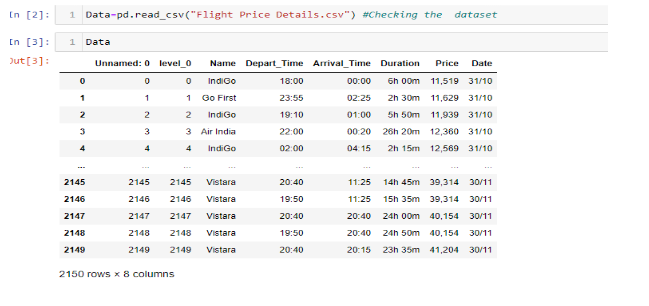 In [2]: 1 Data=pd.read_csv("Flight Price Details.csv") #Checking the dataset
In [3]: 1 Data
Out[3]:
Unnamed: 0 level_0 Name Depart_Time Arrival_Time Duration Price Date
0 0 0 IndiGo 18:00 00:00 6h 00m 11,519 31/10
1 1 1 Go First 23:55 02:25 2h 30m 11,629 31/10
2 2 2 IndiGo 19:10 01:00 5h 50m 11,939 31/10
3 3 3 Air India 22:00 00:20 26h 20m 12,360 31/10
4 4 4 IndiGo 02:00 04:15 2h 15m 12,569 31/10
... ... ... ... ... ... ... ... ...
2145 2145 2145 Vistara 20:40 11:25 14h 45m 39,314 30/11
2146 2146 2146 Vistara 19:50 11:25 15h 35m 39,314 30/11
2147 2147 2147 Vistara 20:40 20:40 24h 00m 40,154 30/11
2148 2148 2148 Vistara 19:50 20:40 24h 50m 40,154 30/11
2149 2149 2149 Vistara 20:40 20:15 23h 35m 41,204 30/11
2150 rows × 8 columns